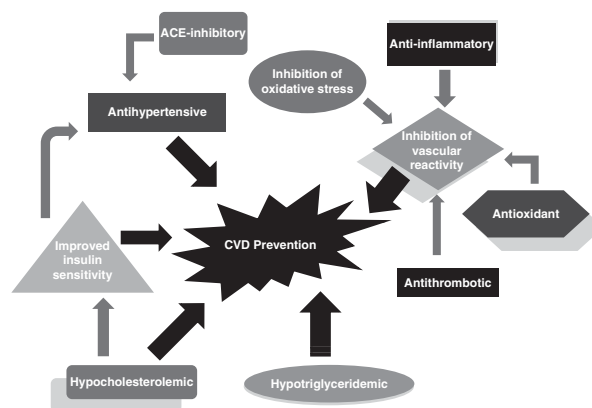 ACE-inhibitory
Anti-inflammatory
Inhibition of
oxidative stress
Antihypertensive
Inhibition of
vascular
reactivity
Antioxidant
CVD Prevention
Improved
insulin
sensitivity
Antithrombotic
Hypocholesterolemic
Hypotriglyceridemic